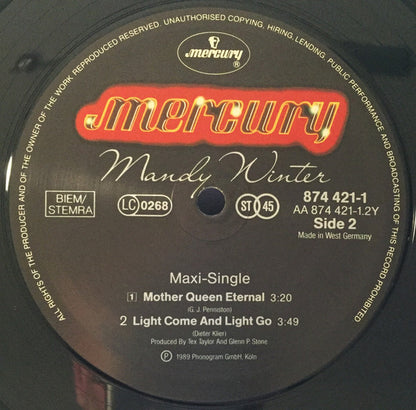 ALL RIGHTS OF THE PRODUCER AND OF THE OWNER OF THE WORK REPRODUCED RESERVED. UNAUTHORISED COPYING, HIRING, LENDING, PUBLIC PERFORMANCE AND BROADCASTING OF THIS RECORD PROHIBITED
mercury
®
mercury
Mandy Winter
BIEM/
STEMRA
LC 0268
ST 45
874 421-1
AA 874 421-1.2Y
Side 2
Made in West Germany
Maxi-Single
1 Mother Queen Eternal 3:20
(G. J. Penniston)
2 Light Come And Light Go 3:49
(Dieter Klier)
Produced By Tex Taylor And Glenn P. Stone
Ⓟ 1989 Phonogram GmbH, Köln